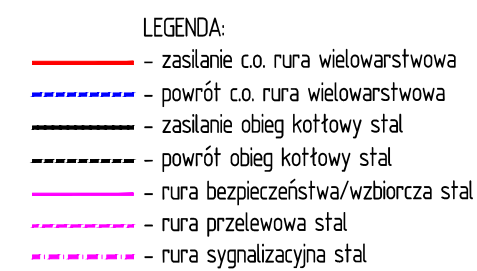 LEGENDA:
- zasilanie c.o. rura wielowarstwowa
- powrót c.o. rura wielowarstwowa
- zasilanie obieg kotłowy stal
- powrót obieg kotłowy stal
- rura bezpieczeństwa/wzbiorcza stal
- rura przelewowa stal
- rura sygnalizacyjna stal